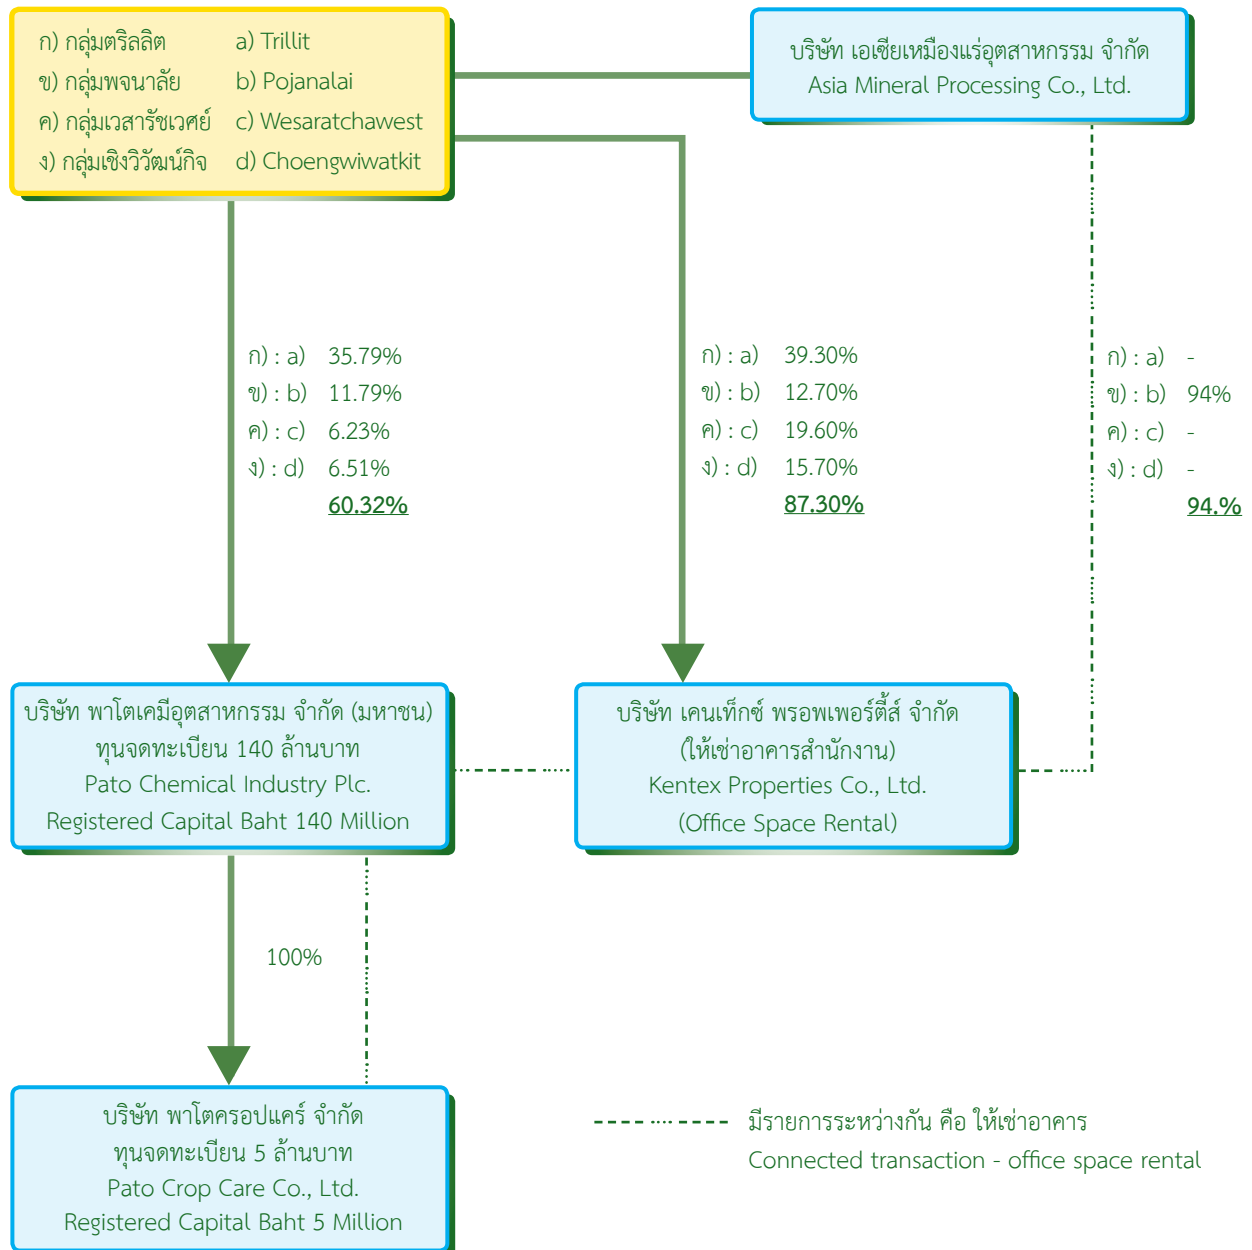 ก) กลุ่มตริลลิต a) Trillit
ข) กลุ่มพจนาลัย b) Pojanalai
ค) กลุ่มเวสารัชเวศย์ c) Wesaratchawest
ง) กลุ่มเชิงวิวัฒน์กิจ d) Choengwiwatkit
บริษัท เอเซียเหมืองแร่อุตสาหกรรม จำกัด
Asia Mineral Processing Co., Ltd.
ก) : a) 35.79%
ข) : b) 11.79%
ค) : c) 6.23%
ง) : d) 6.51%
60.32%
ก) : a) 39.30%
ข) : b) 12.70%
ค) : c) 19.60%
ง) : d) 15.70%
87.30%
ก) : a) -
ข) : b) 94%
ค) : c) -
ง) : d) -
94.%
บริษัท พาโตเคมีอุตสาหกรรม จำกัด (มหาชน)
ทุนจดทะเบียน 140 ล้านบาท
Pato Chemical Industry Plc.
Registered Capital Baht 140 Million
บริษัท เคนเท็กซ์ พรอพเพอร์ตี้ส์ จำกัด
(ให้เช่าอาคารสำนักงาน)
Kentex Properties Co., Ltd.
(Office Space Rental)
100%
บริษัท พาโตครอปแคร์ จำกัด
ทุนจดทะเบียน 5 ล้านบาท
Pato Crop Care Co., Ltd.
Registered Capital Baht 5 Million
มีรายการระหว่างกัน คือ ให้เช่าอาคาร
Connected transaction - office space rental